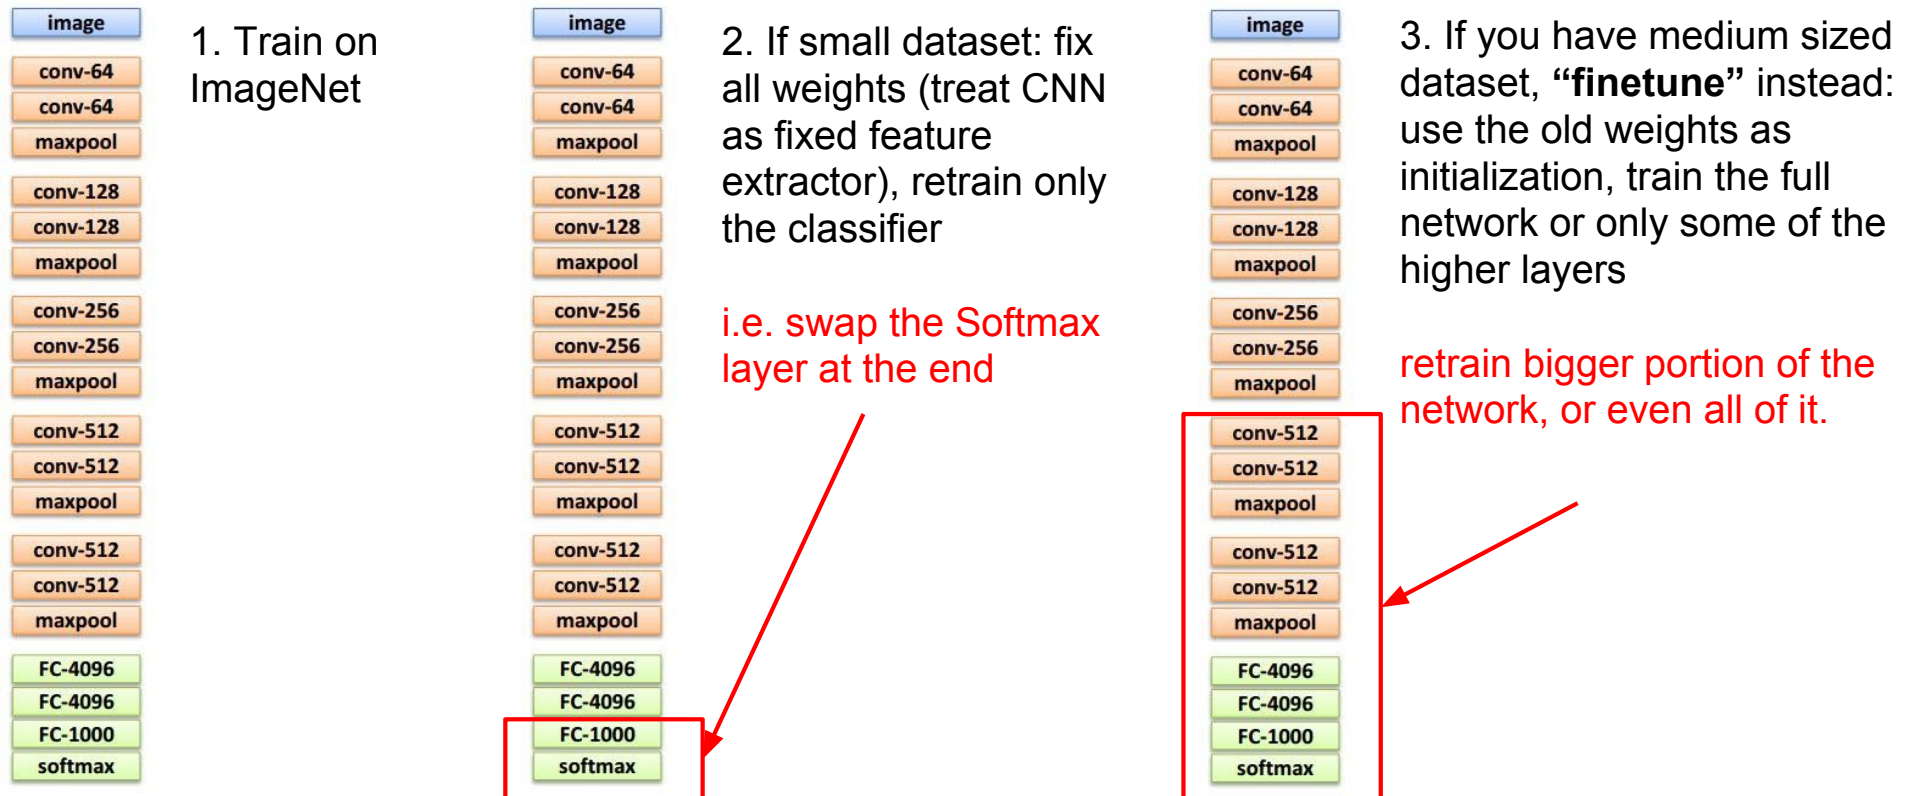 image
conv-64
conv-64
maxpool
conv-128
conv-128
maxpool
conv-256
conv-256
maxpool
conv-512
conv-512
maxpool
conv-512
conv-512
maxpool
FC-4096
FC-4096
FC-1000
softmax
1. Train on
ImageNet
image
conv-64
conv-64
maxpool
conv-128
conv-128
maxpool
conv-256
conv-256
maxpool
conv-512
conv-512
maxpool
conv-512
conv-512
maxpool
FC-4096
FC-4096
FC-1000
softmax
2. If small dataset: fix
all weights (treat CNN
as fixed feature
extractor), retrain only
the classifier
i.e. swap the Softmax
layer at the end
image
conv-64
conv-64
maxpool
conv-128
conv-128
maxpool
conv-256
conv-256
maxpool
conv-512
conv-512
maxpool
conv-512
conv-512
maxpool
FC-4096
FC-4096
FC-1000
softmax
3. If you have medium sized
dataset, “finetune” instead:
use the old weights as
initialization, train the full
network or only some of the
higher layers
retrain bigger portion of the
network, or even all of it.